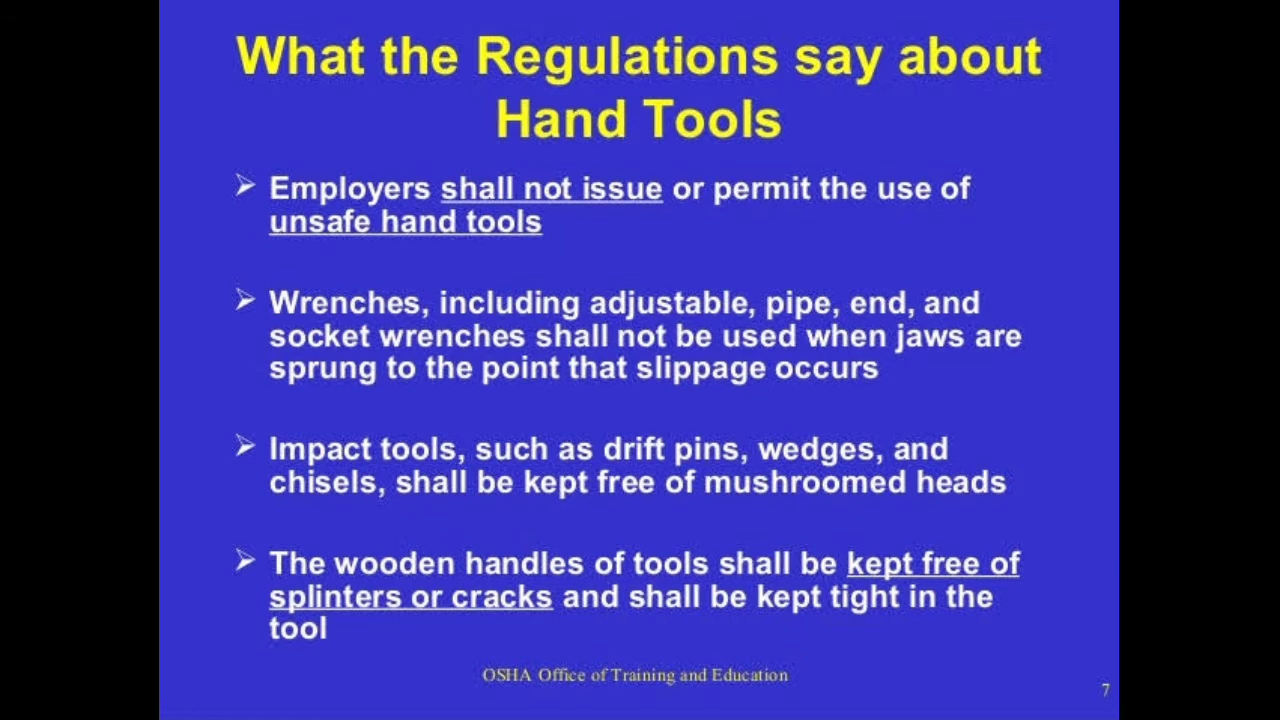 What the Regulations say about
Hand Tools
➢ Employers shall not issue or permit the use of
unsafe hand tools
➢ Wrenches, including adjustable, pipe, end, and
socket wrenches shall not be used when jaws are
sprung to the point that slippage occurs
➢ Impact tools, such as drift pins, wedges, and
chisels, shall be kept free of mushroomed heads
➢ The wooden handles of tools shall be kept free of
splinters or cracks and shall be kept tight in the
tool
OSHA Office of Training and Education
7